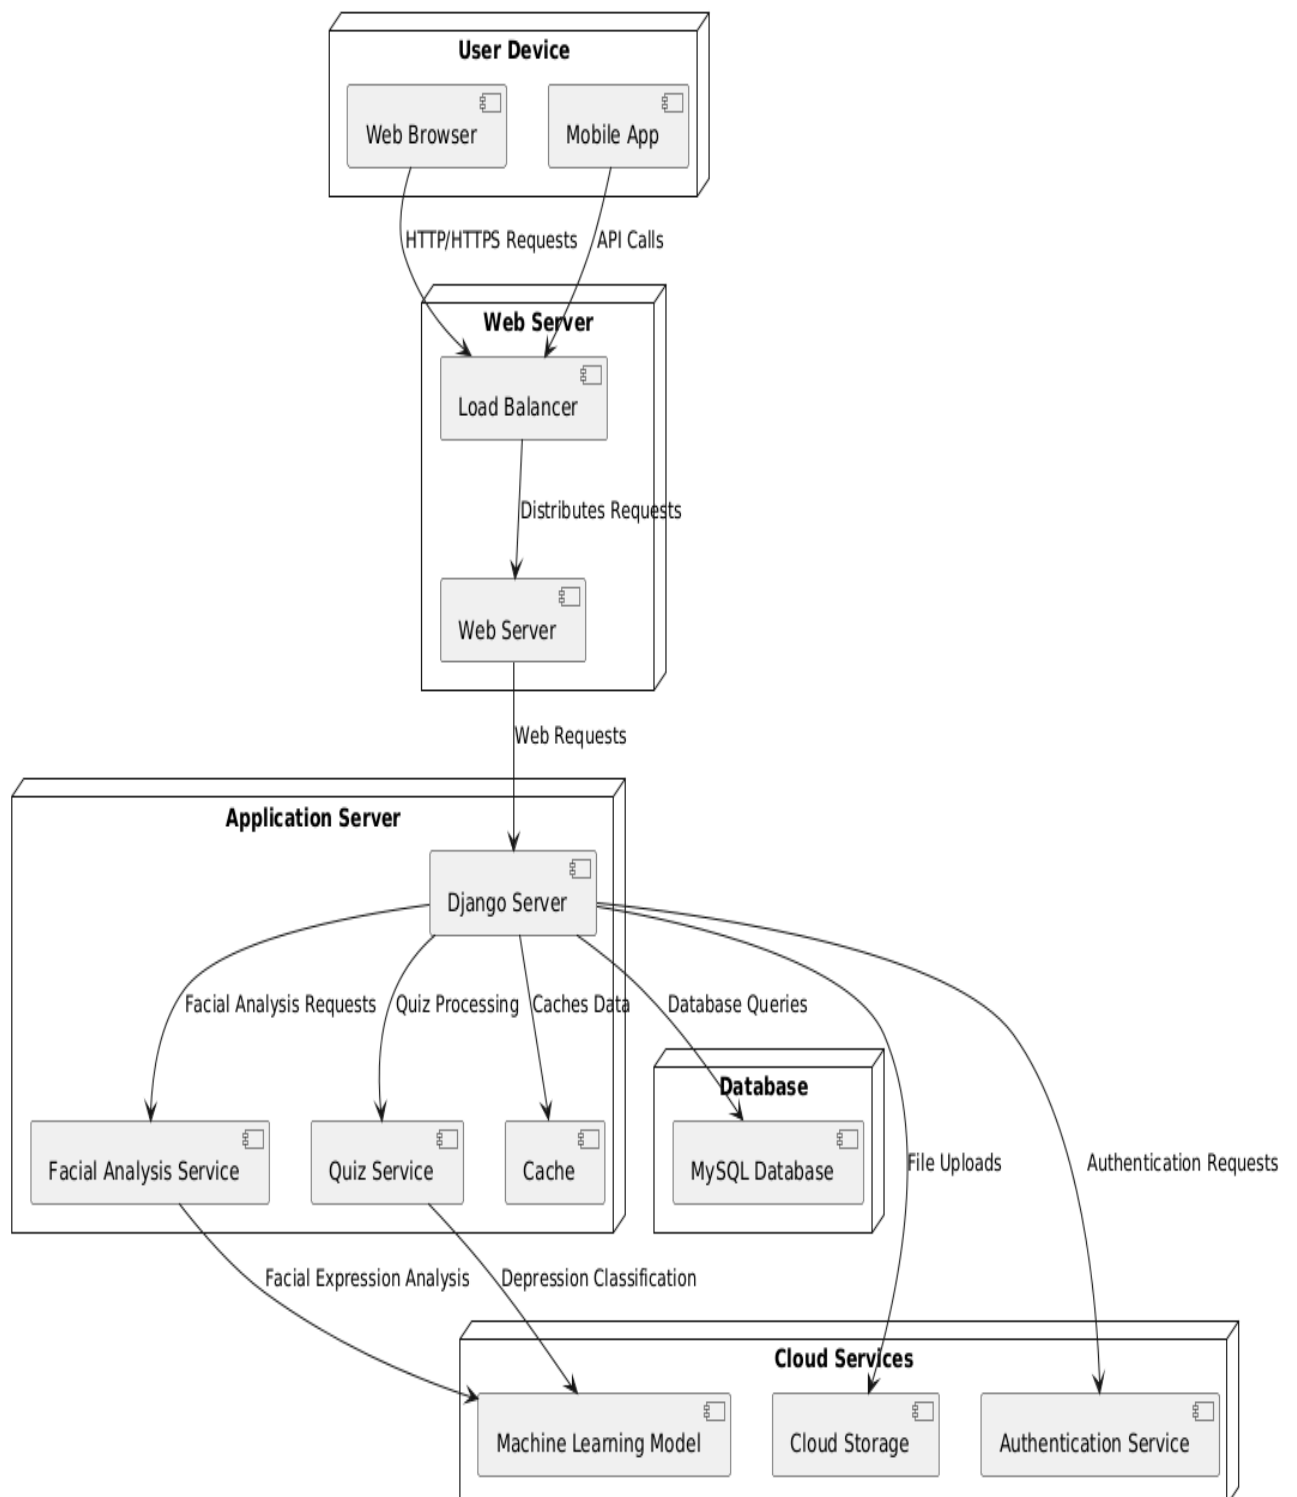 User Device
Web Browser
Mobile App
HTTP/HTTPS Requests
API Calls
Web Server
Load Balancer
Distributes Requests
Web Server
Web Requests
Application Server
Django Server
Facial Analysis Requests
Quiz Processing
Caches Data
Database Queries
Database
Facial Analysis Service
Quiz Service
Cache
MySQL Database
File Uploads
Authentication Requests
Facial Expression Analysis
Depression Classification
Cloud Services
Machine Learning Model
Cloud Storage
Authentication Service